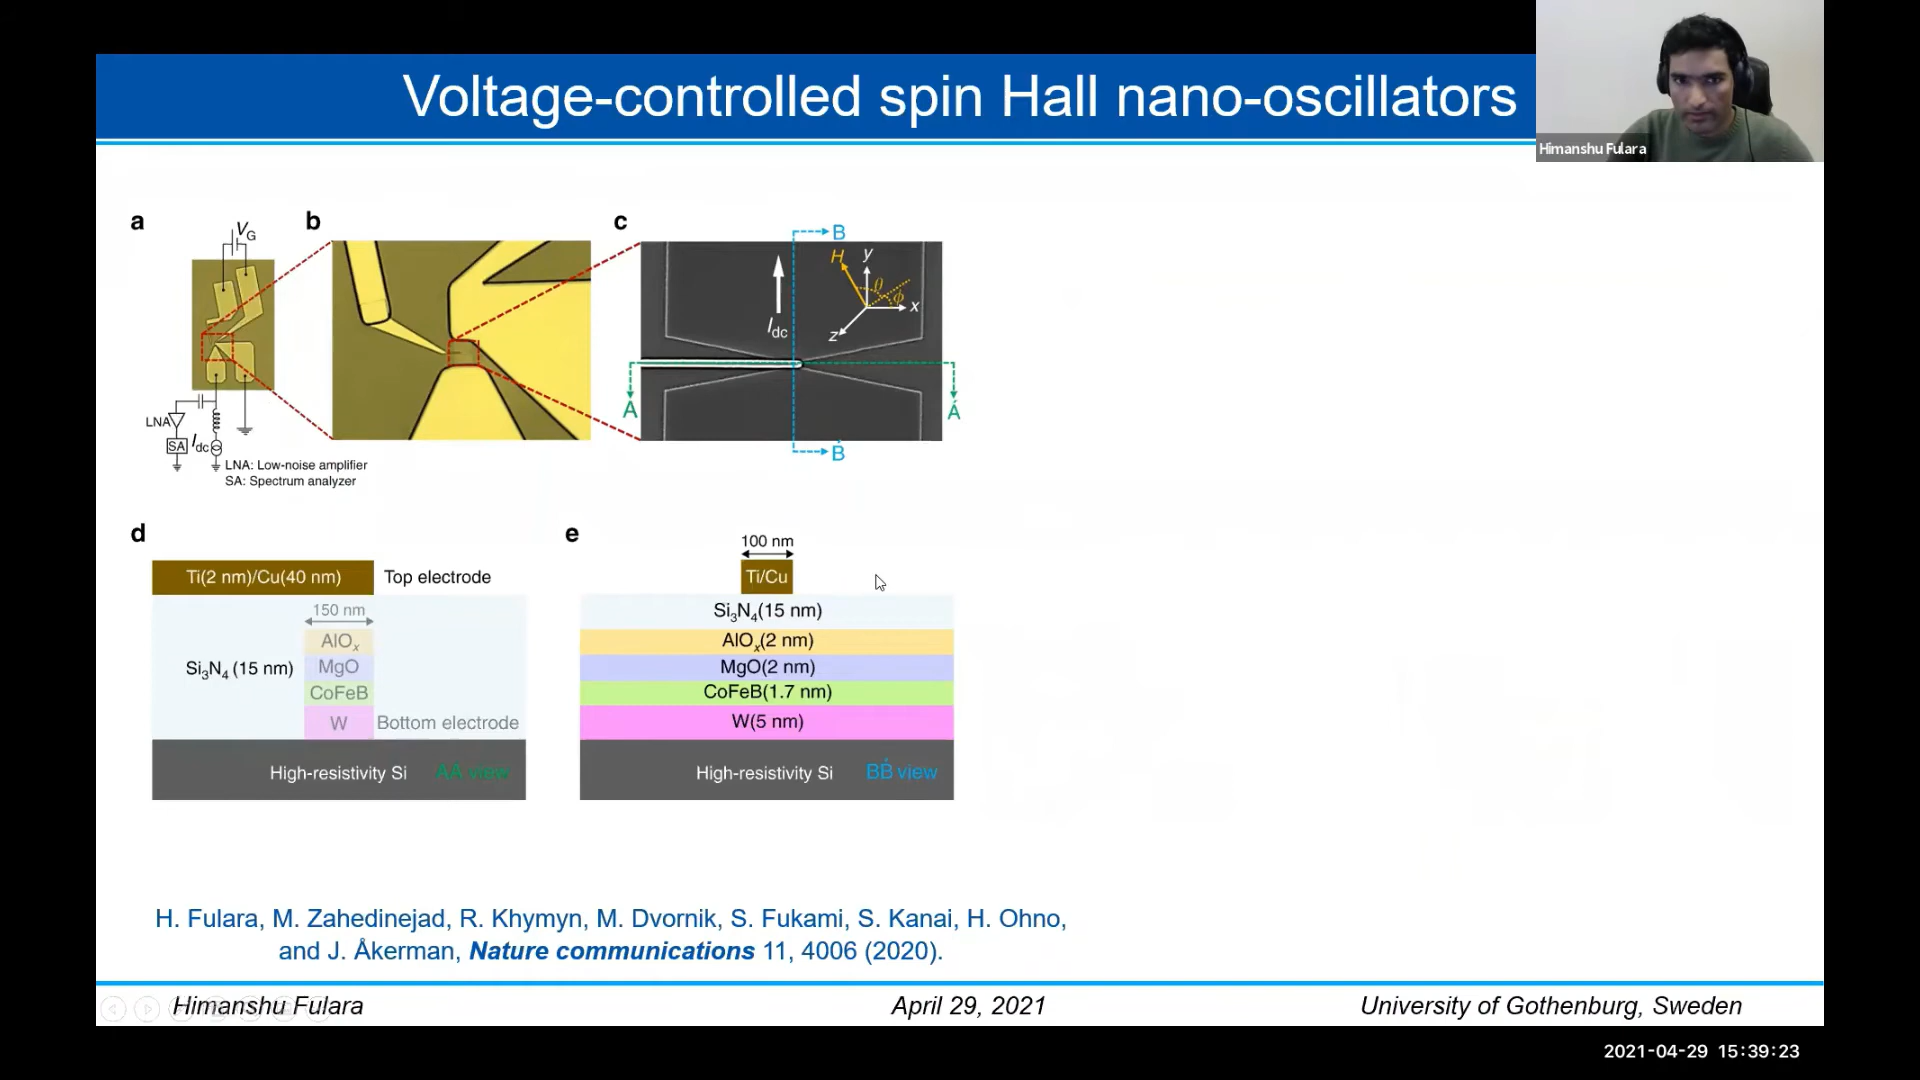 Voltage-controlled spin Hall nano-oscillators
Himanshu Fulara
a
b
c
VG
B
H
y
θ
ϕ
x
z
Idc
A
Á
B́
LNA
SA
Idc
LNA: Low-noise amplifier
SA: Spectrum analyzer
d
e
Ti(2 nm)/Cu(40 nm)
Top electrode
150 nm
AlOx
Si3N4 (15 nm)
MgO
CoFeB
W
Bottom electrode
High-resistivity Si
AÁ view
100 nm
Ti/Cu
Si3N4(15 nm)
AlOx(2 nm)
MgO(2 nm)
CoFeB(1.7 nm)
W(5 nm)
High-resistivity Si
BB́ view
H. Fulara, M. Zahedinejad, R. Khymyn, M. Dvornik, S. Fukami, S. Kanai, H. Ohno,
and J. Åkerman, Nature communications 11, 4006 (2020).
Himanshu Fulara
April 29, 2021
University of Gothenburg, Sweden
2021-04-29 15:39:23